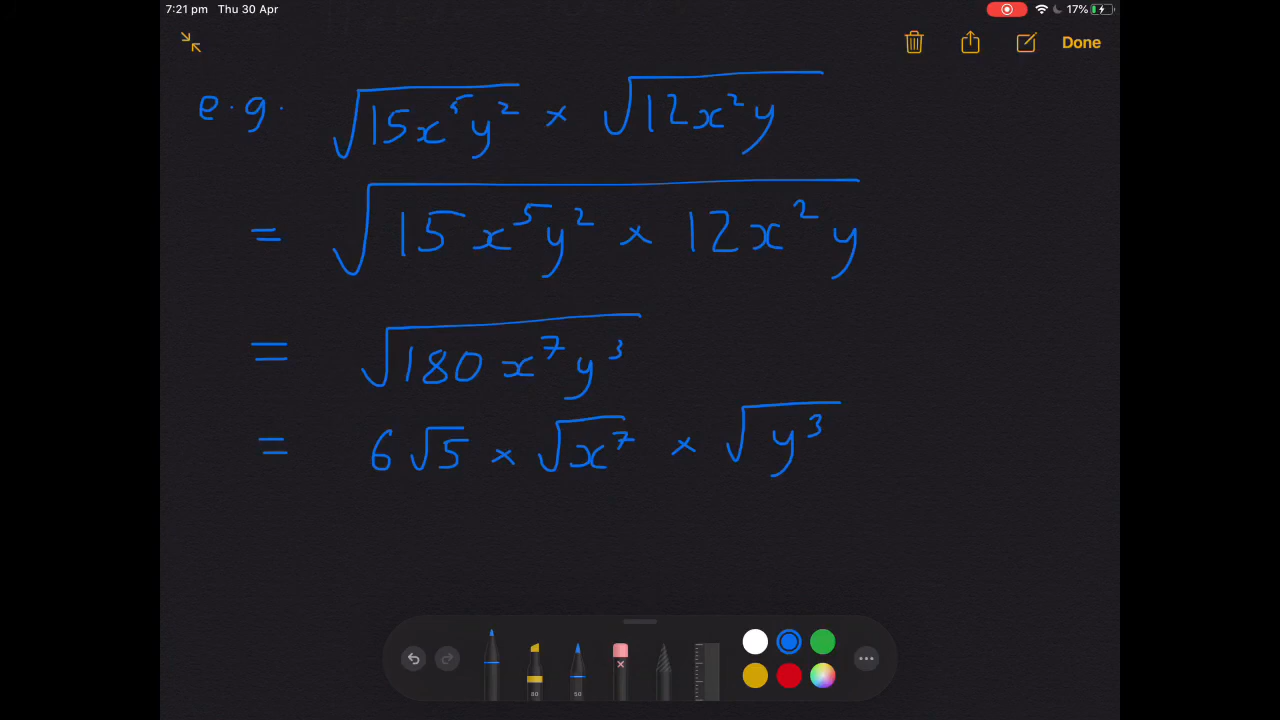 7:21 pm Thu 30 Apr 17%
Done
e.g. √(15x⁵y²) × √(12x²y)
= √(15x⁵y² × 12x²y)
= √(180x⁷y³)
= 6√5 × √(x⁷) × √(y³)
80 50